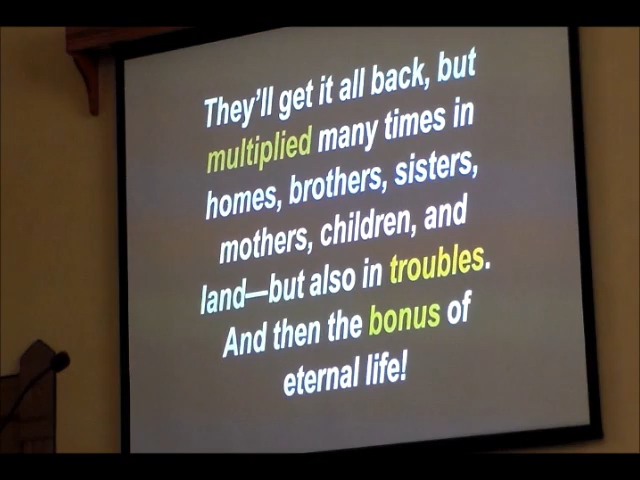 They'll get it all back, but
multiplied many times in
homes, brothers, sisters,
mothers, children, and
land—but also in troubles.
And then the bonus of
eternal life!